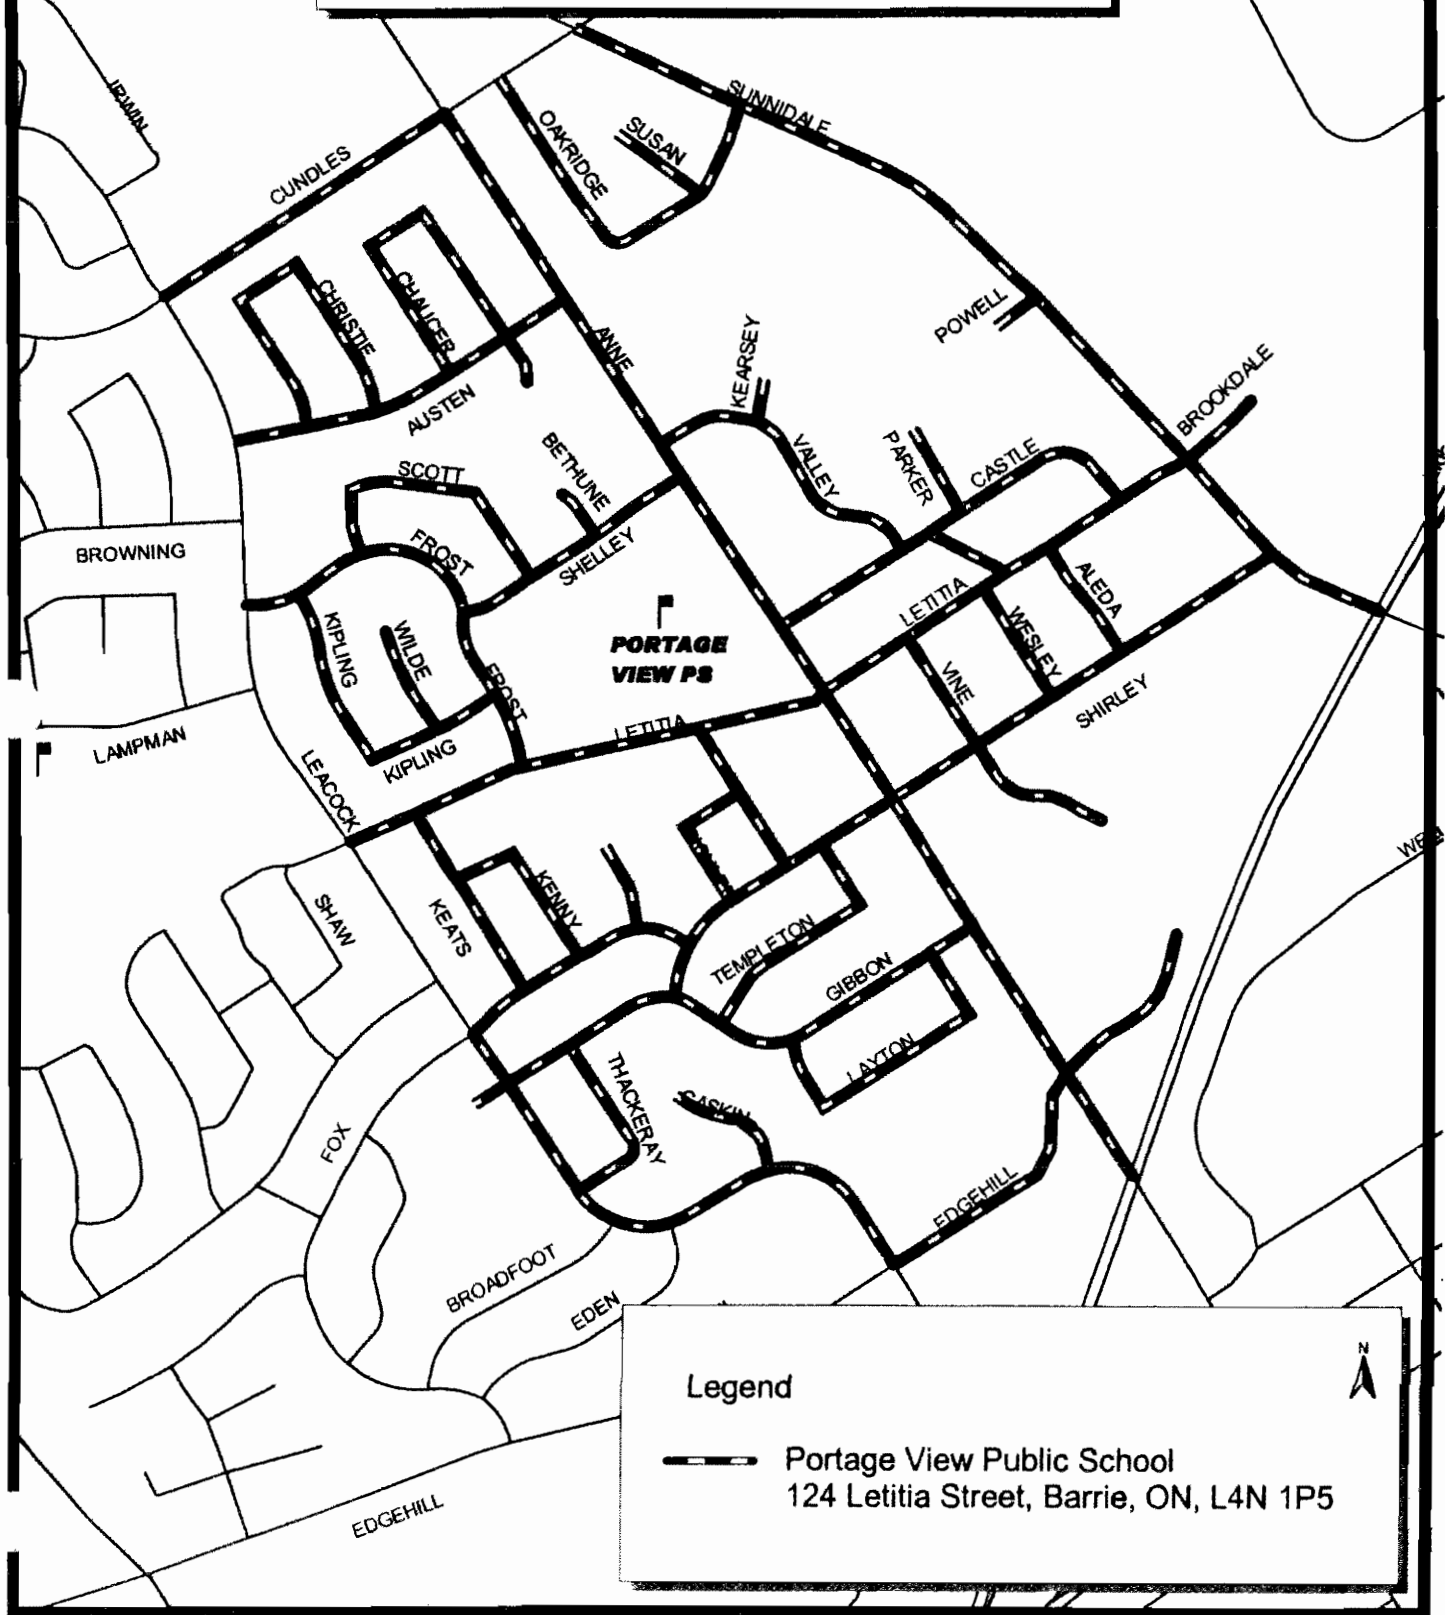 IRWIN
SUNNIDALE
OAKRIDGE
SUSAN
CUNDLES
CHRISTIE
CHAUCER
POWELL
ANNE
KEARSEY
BROOKDALE
AUSTEN
BETHUNE
VALLEY
PARKER
CASTLE
SCOTT
FROST
SHELLEY
BROWNING
ALEDA
LETITIA
KIPLING
WILDE
PORTAGE
VIEW PS
WESLEY
FROST
VINE
SHIRLEY
LETITIA
LAMPMAN
KIPLING
LEACOCK
KENNY
SHAW
KEATS
TEMPLETON
GIBBON
LAYTON
THACKERAY
GASKIN
FOX
EDGEHILL
BROADFOOT
EDEN
N
Legend
Portage View Public School
124 Letitia Street, Barrie, ON, L4N 1P5
EDGEHILL